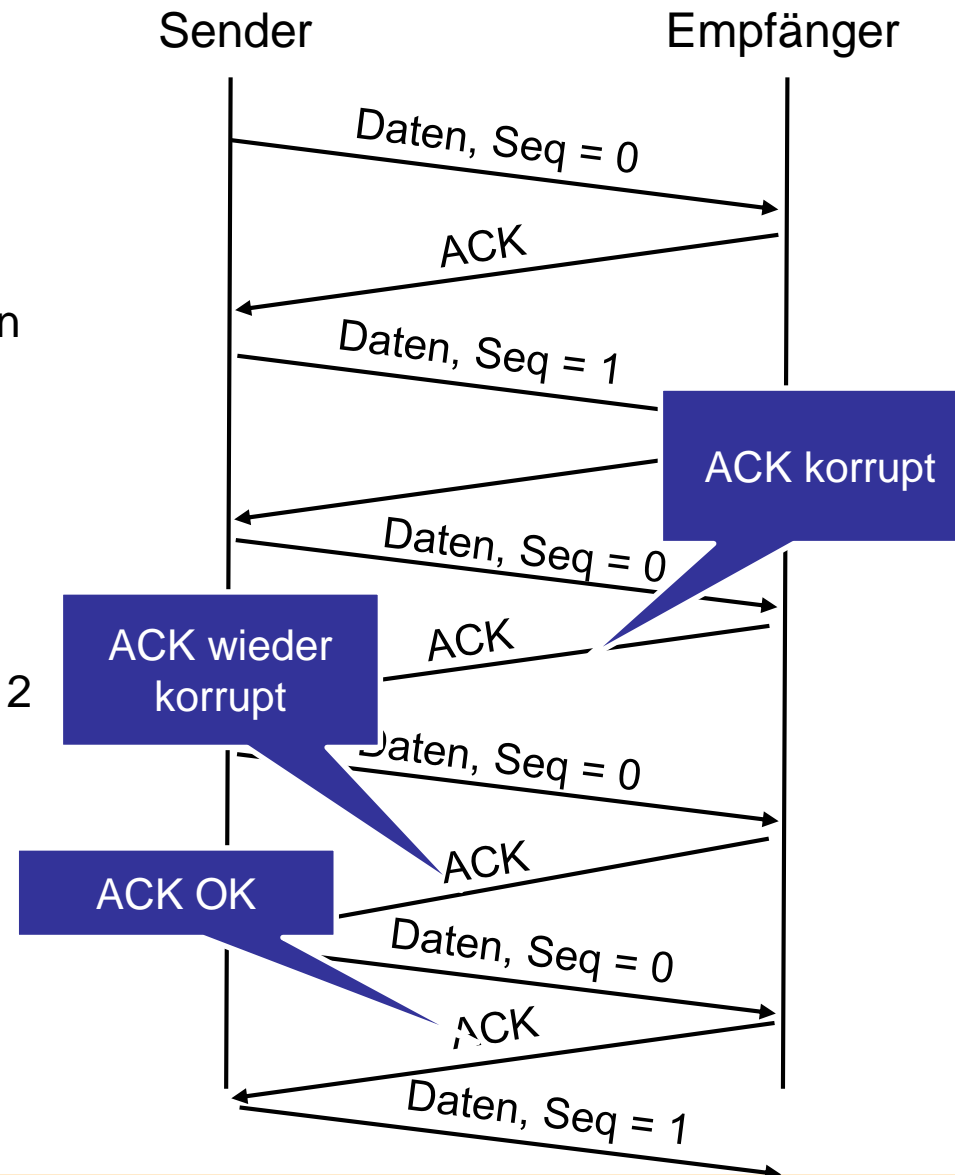 Sender
Empfänger
Daten, Seq = 0
ACK
n
Daten, Seq = 1
ACK korrupt
Daten, Seq = 0
ACK wieder
korrupt
ACK
2
Daten, Seq = 0
ACK
ACK OK
Daten, Seq = 0
ACK
Daten, Seq = 1